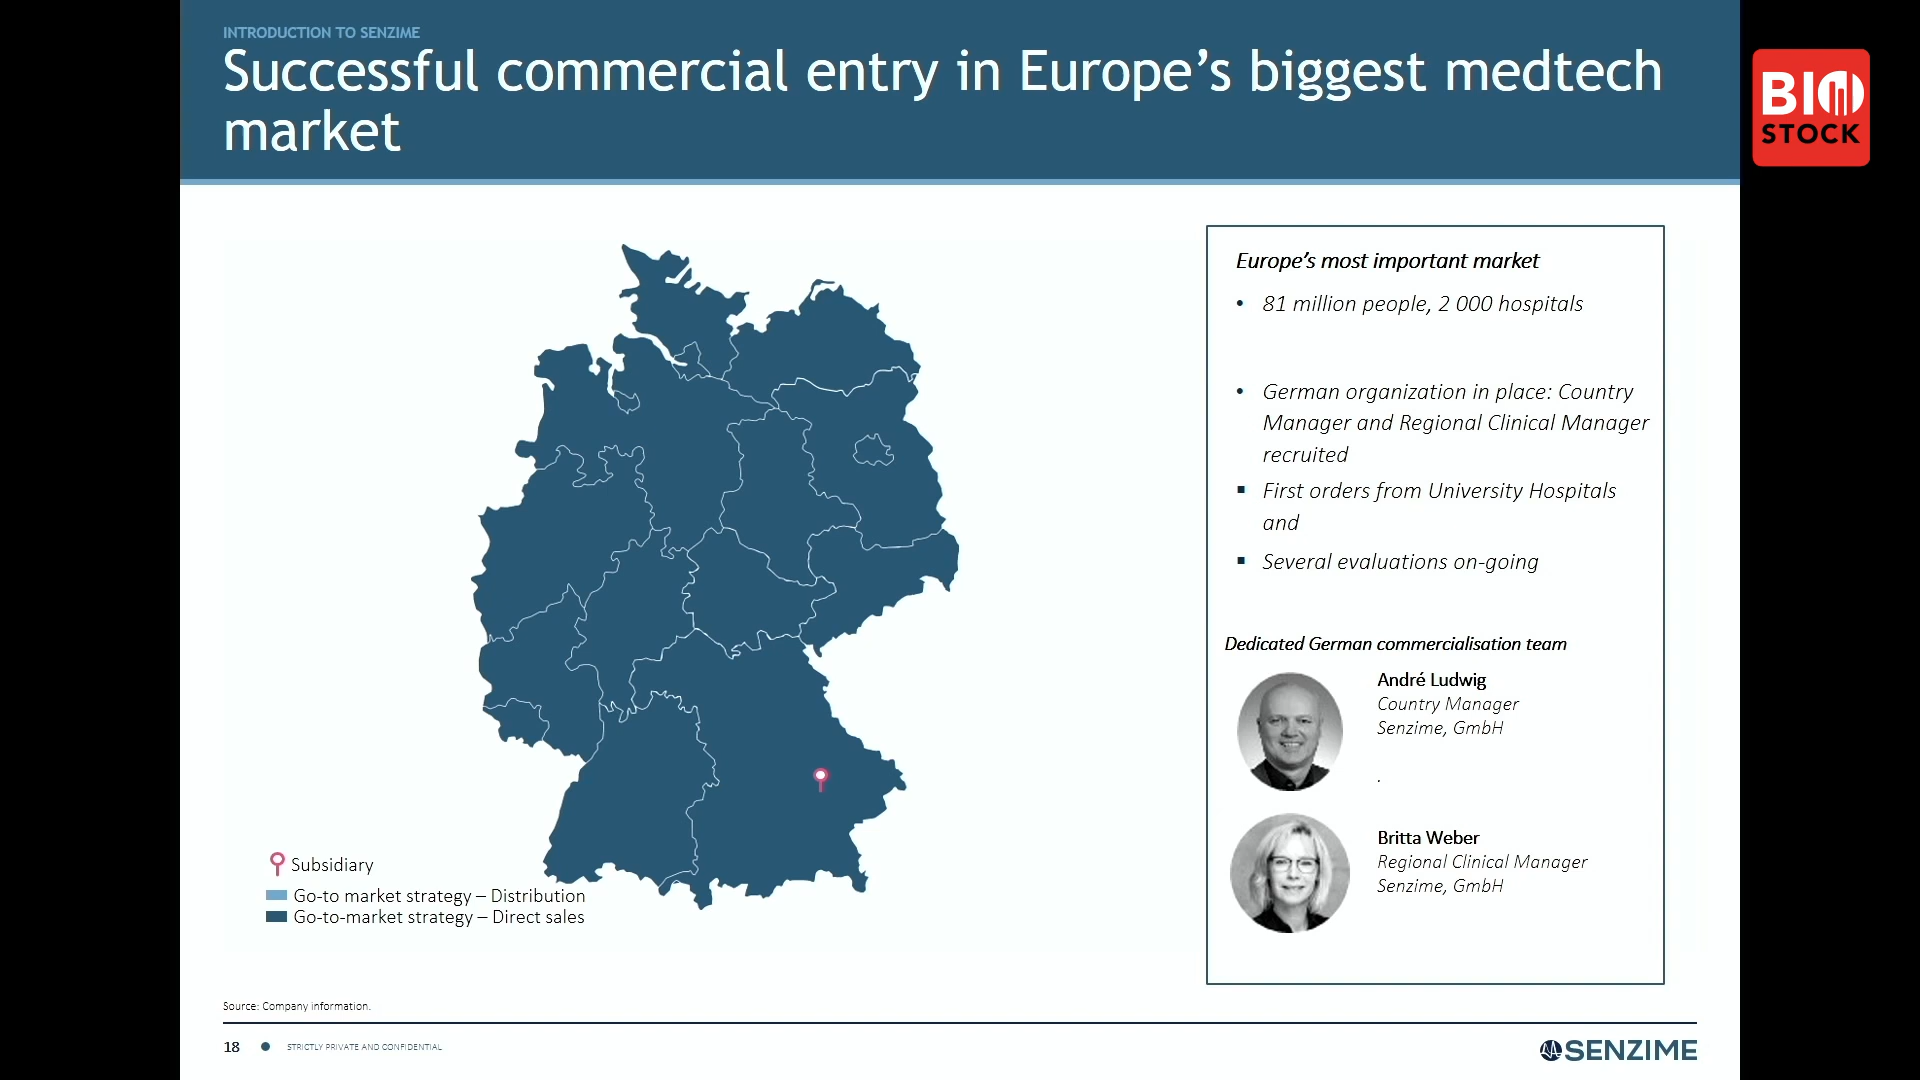 INTRODUCTION TO SENZIME
Successful commercial entry in Europe’s biggest medtech
market
BIO
STOCK
Europe’s most important market
• 81 million people, 2 000 hospitals
• German organization in place: Country
Manager and Regional Clinical Manager
recruited
▪ First orders from University Hospitals
and
▪ Several evaluations on-going
Dedicated German commercialisation team
André Ludwig
Country Manager
Senzime, GmbH
.
Britta Weber
Regional Clinical Manager
Senzime, GmbH
Subsidiary
Go-to market strategy – Distribution
Go-to-market strategy – Direct sales
Source: Company information.
18 ● STRICTLY PRIVATE AND CONFIDENTIAL
SENZIME